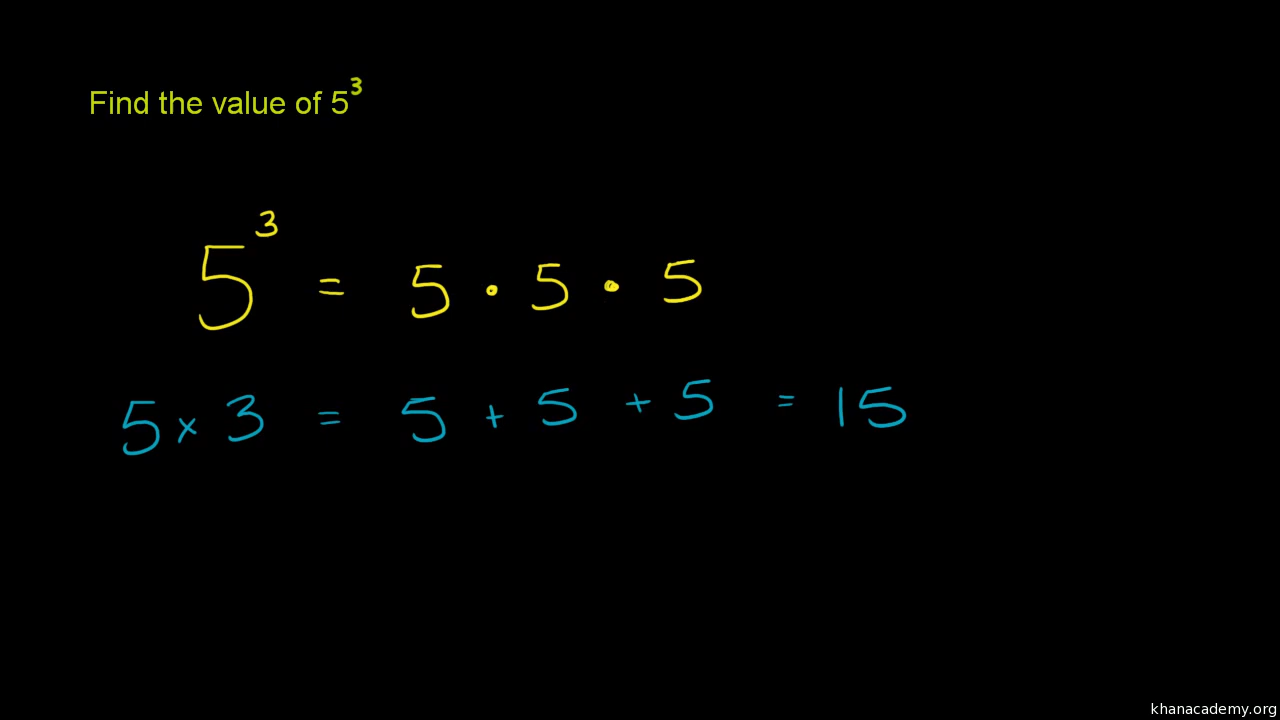 Find the value of 5³
5³ = 5 · 5 · 5
5 × 3 = 5 + 5 + 5 = 15
khanacademy.org